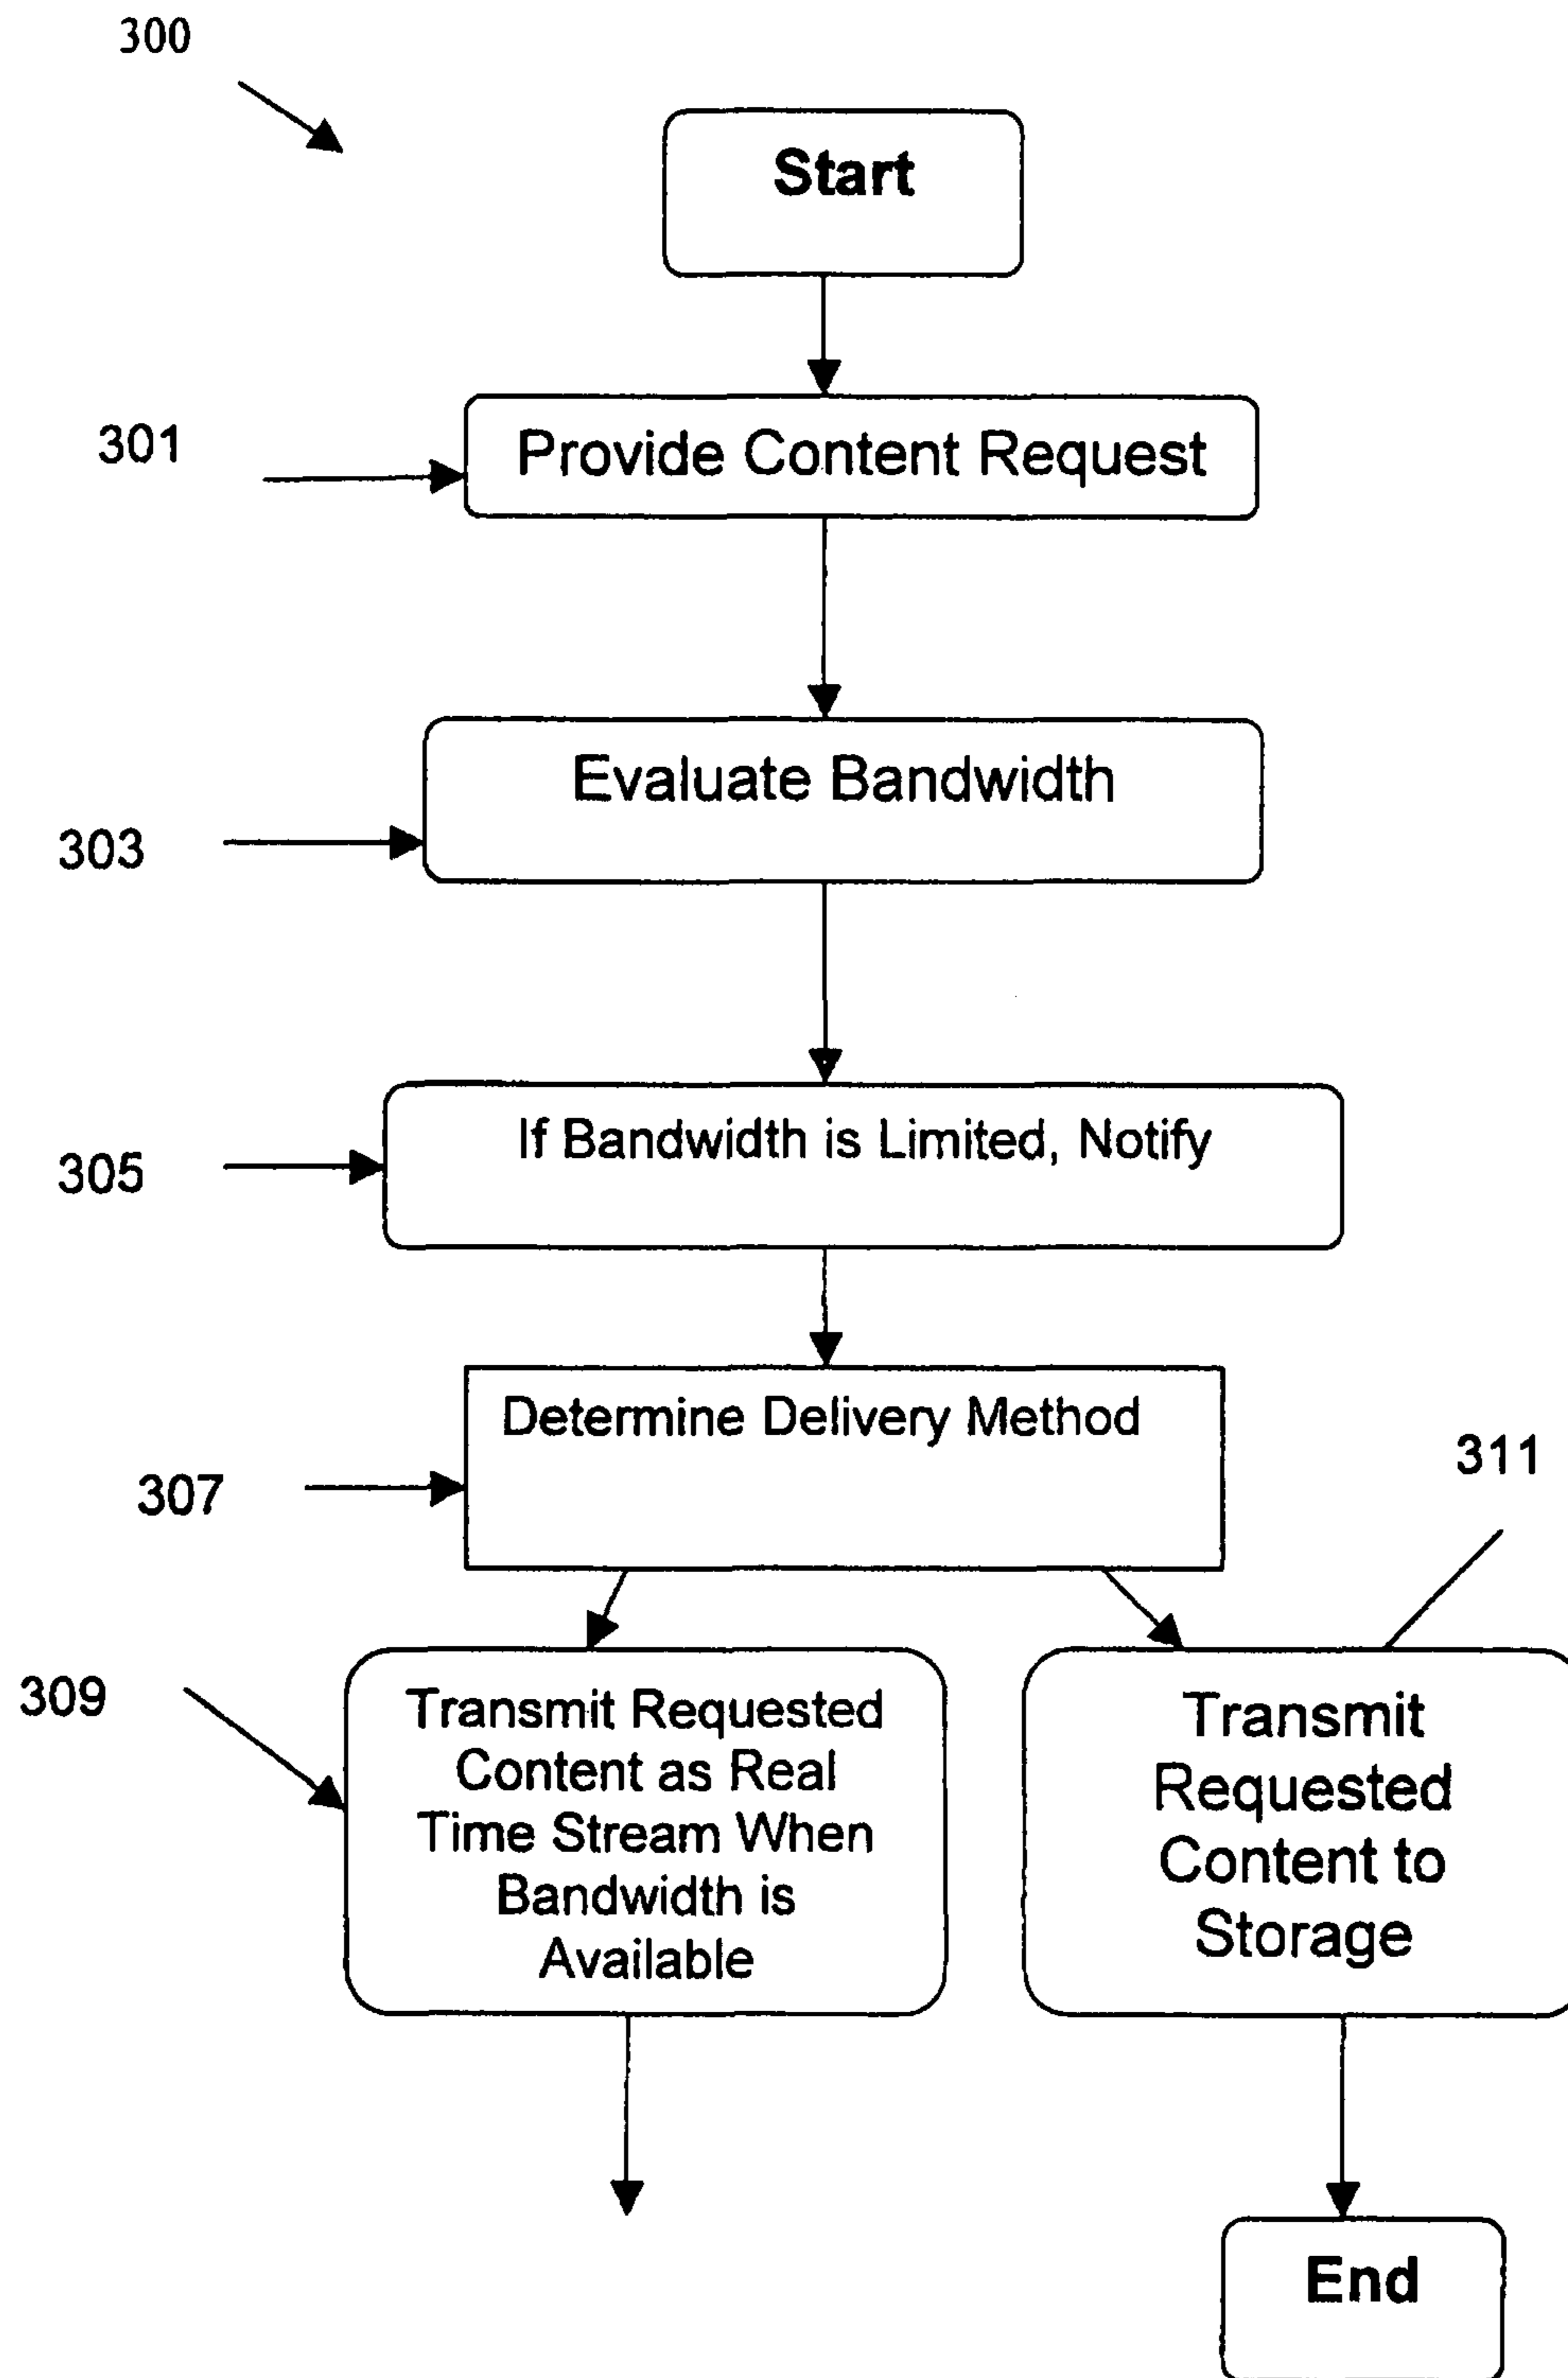 300
Start
301
Provide Content Request
Evaluate Bandwidth
303
If Bandwidth is Limited, Notify
305
Determine Delivery Method
307
311
309
Transmit Requested
Content as Real
Time Stream When
Bandwidth is
Available
Transmit
Requested
Content to
Storage
End